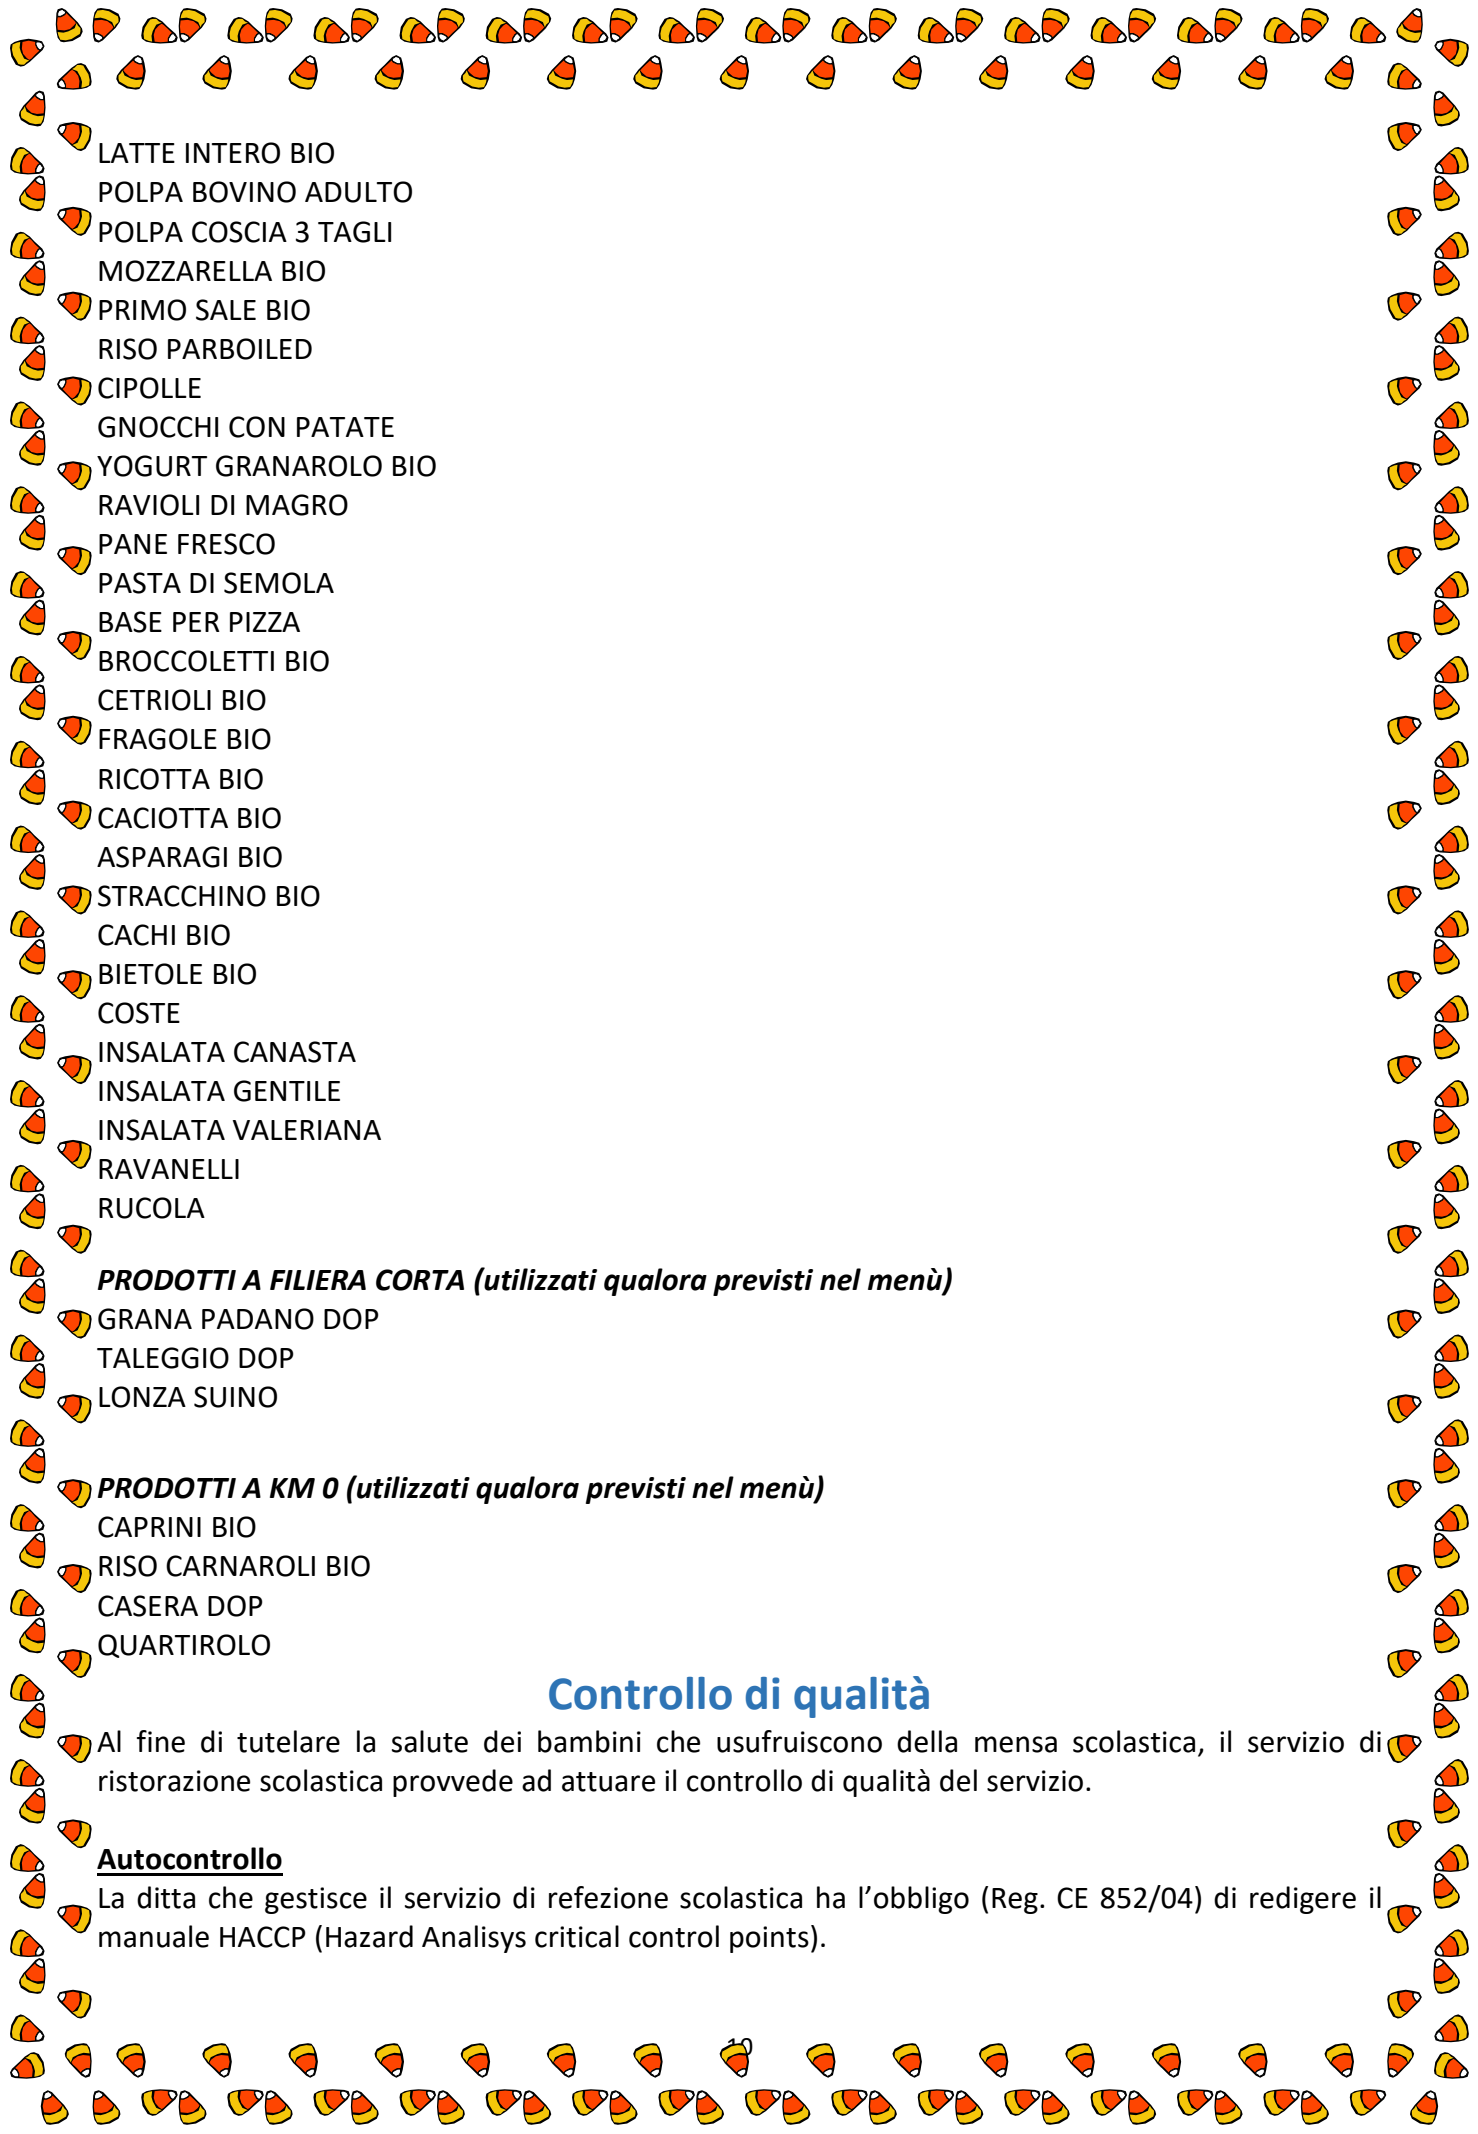 LATTE INTERO BIO
POLPA BOVINO ADULTO
POLPA COSCIA 3 TAGLI
MOZZARELLA BIO
PRIMO SALE BIO
RISO PARBOILED
CIPOLLE
GNOCCHI CON PATATE
YOGURT GRANAROLO BIO
RAVIOLI DI MAGRO
PANE FRESCO
PASTA DI SEMOLA
BASE PER PIZZA
BROCCOLETTI BIO
CETRIOLI BIO
FRAGOLE BIO
RICOTTA BIO
CACIOTTA BIO
ASPARAGI BIO
STRACCHINO BIO
CACHI BIO
BIETOLE BIO
COSTE
INSALATA CANASTA
INSALATA GENTILE
INSALATA VALERIANA
RAVANELLI
RUCOLA
PRODOTTI A FILIERA CORTA (utilizzati qualora previsti nel menù)
GRANA PADANO DOP
TALEGGIO DOP
LONZA SUINO
PRODOTTI A KM 0 (utilizzati qualora previsti nel menù)
CAPRINI BIO
RISO CARNAROLI BIO
CASERA DOP
QUARTIROLO
Controllo di qualità
Al fine di tutelare la salute dei bambini che usufruiscono della mensa scolastica, il servizio di
ristorazione scolastica provvede ad attuare il controllo di qualità del servizio.
Autocontrollo
La ditta che gestisce il servizio di refezione scolastica ha l’obbligo (Reg. CE 852/04) di redigere il
manuale HACCP (Hazard Analisys critical control points).
10